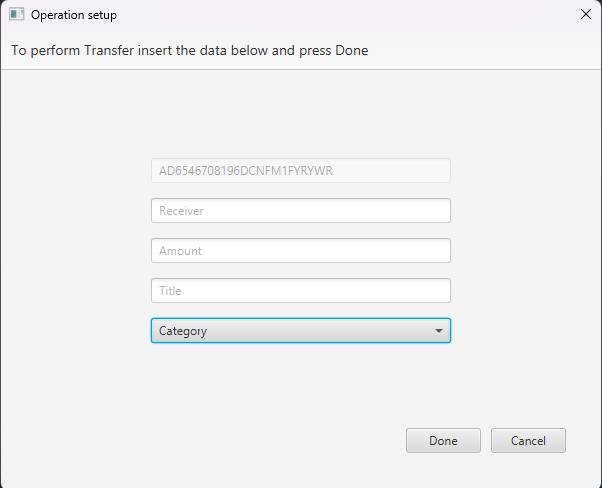 Operation setup
To perform Transfer insert the data below and press Done
AD6546708196DCNFM1FYRYWR
Receiver
Amount
Title
Category
Done Cancel